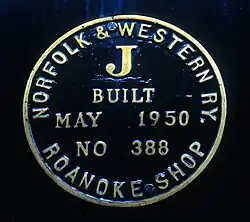 NORFOLK & WESTERN RY.
J
BUILT
MAY 1950
NO 388
ROANOKE SHOP